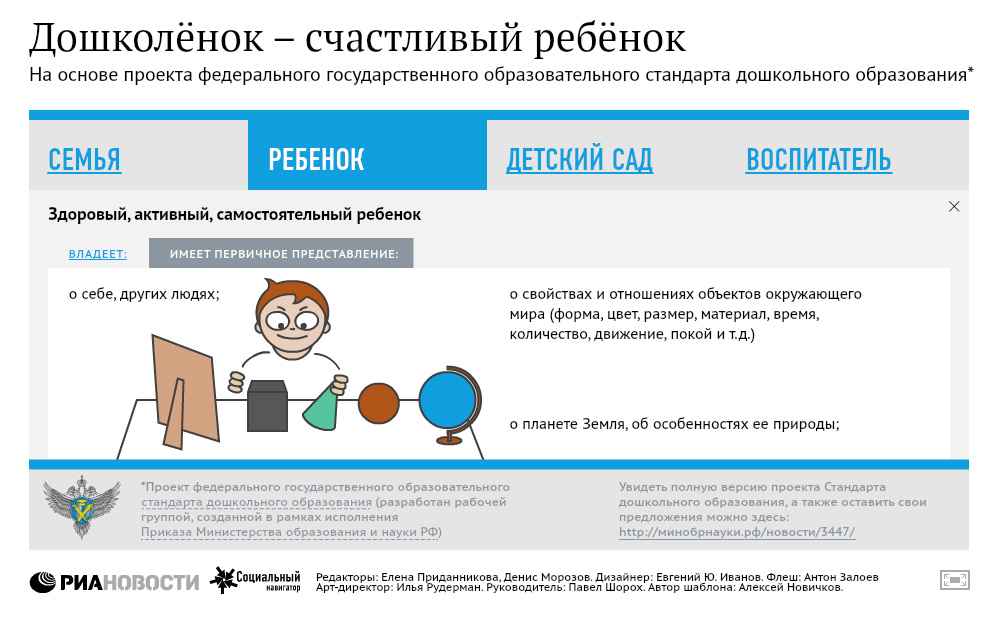 Дошколёнок – счастливый ребёнок
На основе проекта федерального государственного образовательного стандарта дошкольного образования*
СЕМЬЯ
РЕБЕНОК
ДЕТСКИЙ САД
ВОСПИТАТЕЛЬ
Здоровый, активный, самостоятельный ребенок
ВЛАДЕЕТ:
ИМЕЕТ ПЕРВИЧНОЕ ПРЕДСТАВЛЕНИЕ:
о себе, других людях;
о свойствах и отношениях объектов окружающего
мира (форма, цвет, размер, материал, время,
количество, движение, покой и т.д.)
о планете Земля, об особенностях ее природы;
*Проект федерального государственного образовательного
стандарта дошкольного образования (разработан рабочей
группой, созданной в рамках исполнения
Приказа Министерства образования и науки РФ)
Увидеть полную версию проекта Стандарта
дошкольного образования, а также оставить свои
предложения можно здесь:
http://минобрнауки.рф/новости/3447/
РИАНОВОСТИ
Социальный
навигатор
Редакторы: Елена Приданникова, Денис Морозов. Дизайнер: Евгений Ю. Иванов. Флеш: Антон Залоев
Арт-директор: Илья Рудерман. Руководитель: Павел Шорох. Автор шаблона: Алексей Новичков.